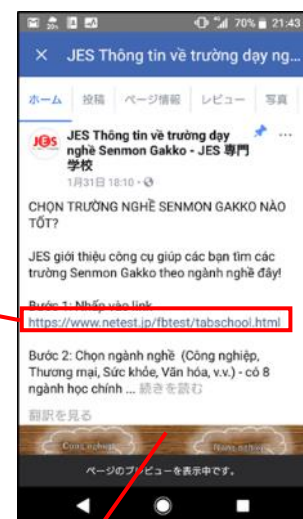 70% 21:43
× JES Thông tin về trường dạy ng...
ホーム 投稿 ページ情報 レビュー 写真
JES
JES Thông tin về trường dạy
nghề Senmon Gakko - JES 専門
学校
1月31日 18:10
CHỌN TRƯỜNG NGHỀ SENMON GAKKO NÀO
TỐT?
JES giới thiệu công cụ giúp các bạn tìm các
trường Senmon Gakko theo ngành nghề đây!
Bước 1: Nhấp vào link
https://www.netest.jp/fbtest/tabschool.html
Bước 2: Chọn ngành nghề (Công nghiệp,
Thương mại, Sức khỏe, Văn hóa, v.v.) - có 8
ngành học chính ... 続きを読む
翻訳を見る
Công nghiệp Nông nghiệp
ページのプレビューを表示中です。